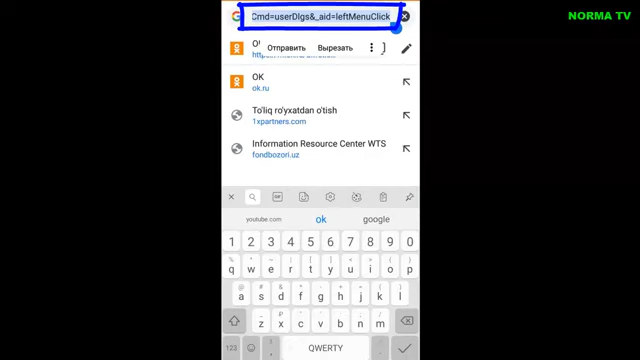 NORMA TV
Cmd=userDlgs&_aid=leftMenuClick
Отправить Вырезать
OK
ok.ru
To'liq ro'yxatdan o'tish
1xpartners.com
Information Resource Center WTS
fondbozori.uz
youtube.com ok google
1 2 3 4 5 6 7 8 9 0
q w e r t y u i o p
a s d f g h j k l
z x c v b n m
123 QWERTY